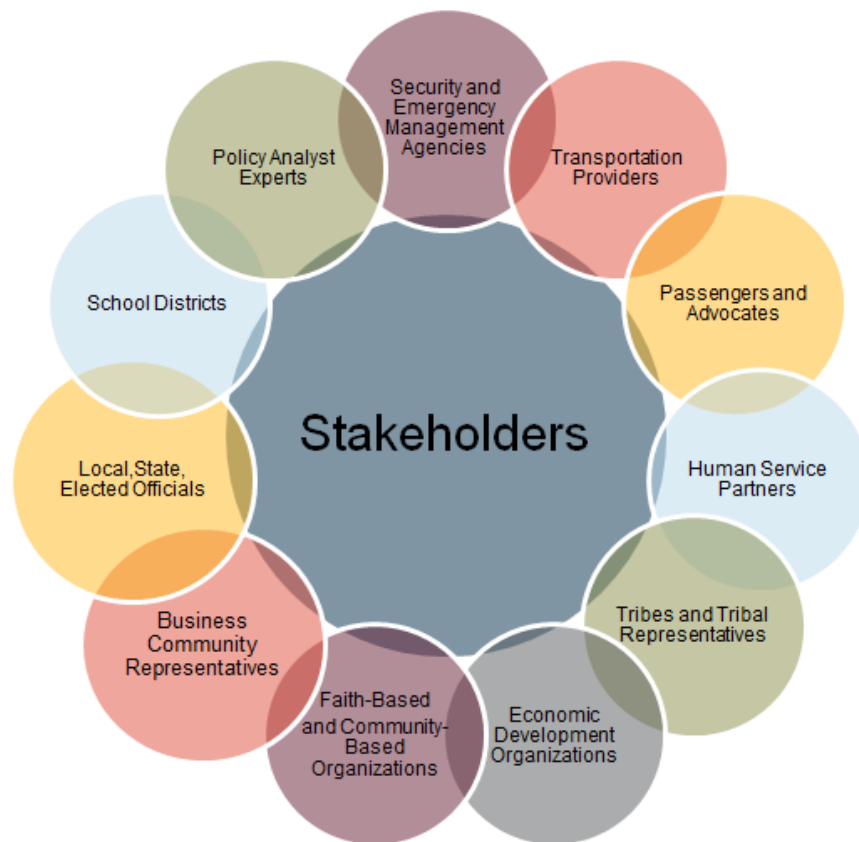 Security and
Emergency
Management
Agencies
Transportation
Providers
Passengers and
Advocates
Human Service
Partners
Tribes and Tribal
Representatives
Economic
Development
Organizations
Faith-Based
and Community-
Based
Organizations
Business
Community
Representatives
Local,State,
Elected Officials
School Districts
Policy Analyst
Experts
Stakeholders